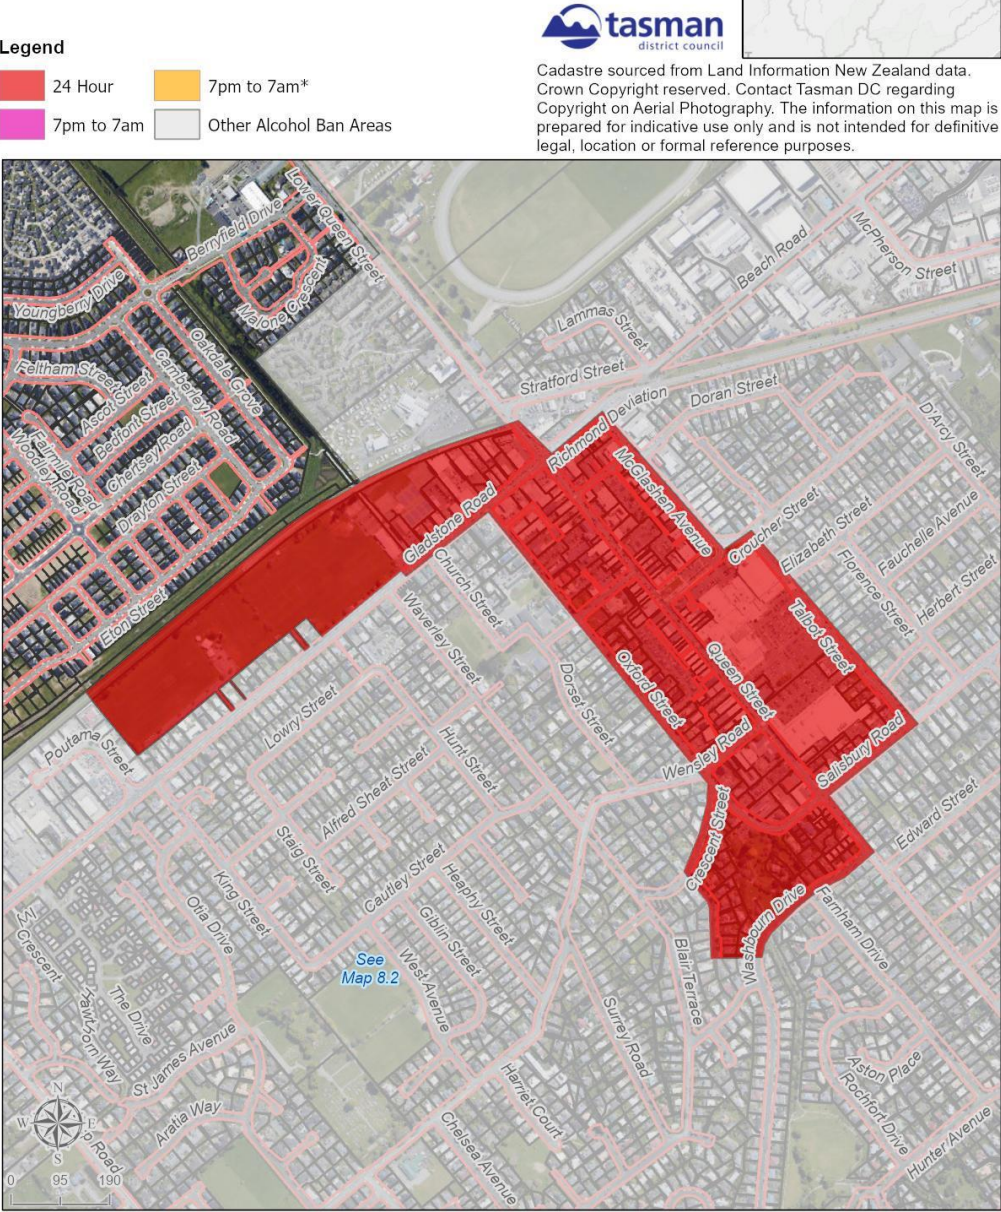 Legend
24 Hour
7pm to 7am*
7pm to 7am
Other Alcohol Ban Areas
tasman
district council
Cadastre sourced from Land Information New Zealand data.
Crown Copyright reserved. Contact Tasman DC regarding
Copyright on Aerial Photography. The information on this map is
prepared for indicative use only and is not intended for definitive
legal, location or formal reference purposes.
Lower Queen Street
Berryfield Drive
McPherson Street
Beach Road
Youngberry Drive
Malone Crescent
Lammas Street
Oakdale Grove
Feltham Street
Camberley Road
Stratford Street
Ascot Street
Doran Street
Bedfont Street
Richmond Deviation
D'Arcy Street
Fairmile Road
Woodley Road
Chertsey Road
McGlashen Avenue
Drayton Street
Gladstone Road
Croucher Street
Elizabeth Street
Fauchelle Avenue
Church Street
Florence Street
Herbert Street
Eton Street
Waverley Street
Talbot Street
Oxford Street
Queen Street
Dorset Street
Lowry Street
Poutama Street
Wensley Road
Salisbury Road
Hunt Street
Alfred Sheat Street
Edward Street
Crescent Street
Slaig Street
Cautley Street
Heaphy Street
King Street
Otia Drive
Giblin Street
Washbourn Drive
Farnham Drive
Crescent
See
Map 8.2
West Avenue
Blair Terrace
The Drive
Hawthorn Way
Surrey Road
St James Avenue
Aston Place
Rochfort Drive
Harriet Court
Aratia Way
Chelsea Avenue
Hunter Avenue
N
W E
S
Road
0 95 190